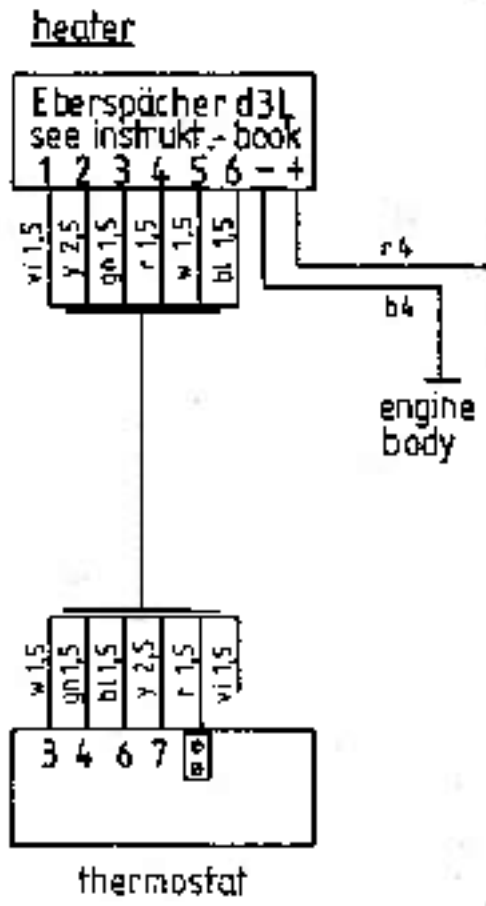 heater
Eberspächer d3L
see instrukt.-book
1 2 3 4 5 6 - +
vi 1,5
y 2,5
gn 1,5
r 1,5
w 1,5
bl 1,5
r4
b4
engine
body
w 1,5
gn 1,5
bl 1,5
y 2,5
r 1,5
vi 1,5
3 4 6 7
thermostat